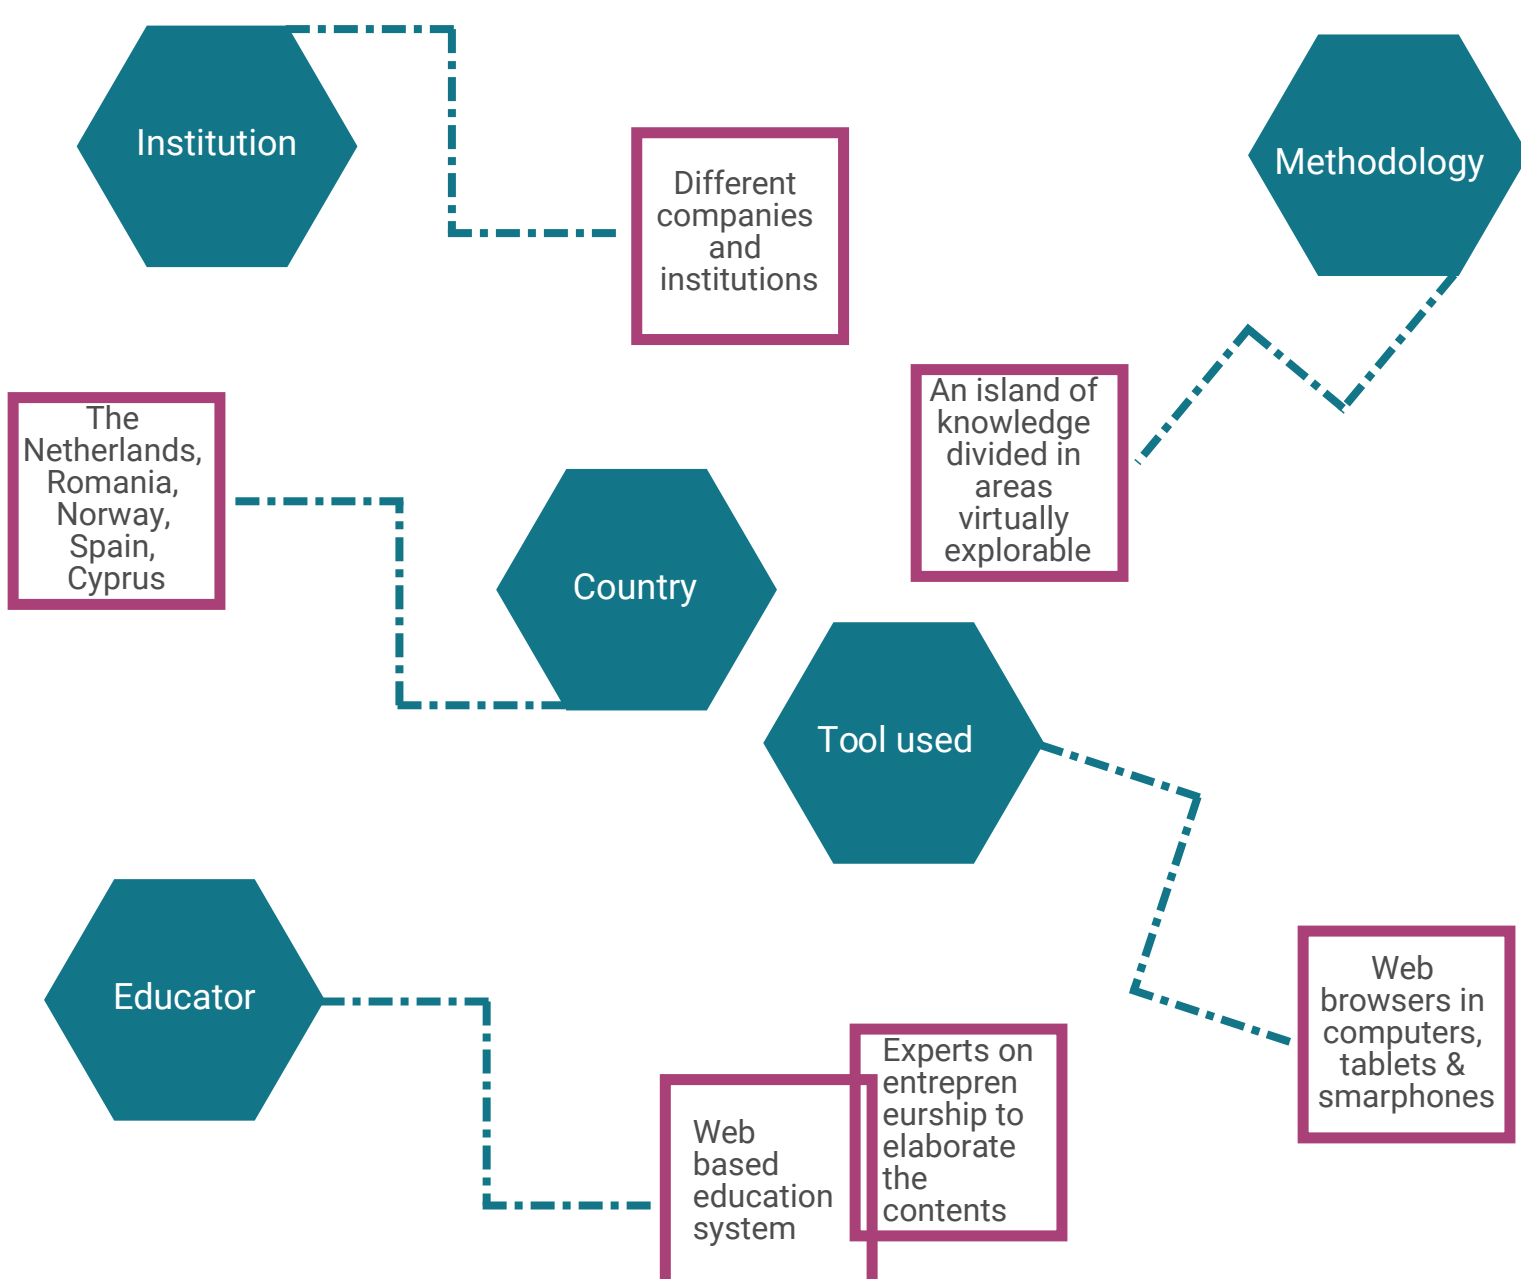 Institution
Different
companies
and
institutions
Methodology
An island of
knowledge
divided in
areas
virtually
explorable
The
Netherlands,
Romania,
Norway,
Spain,
Cyprus
Country
Tool used
Web
browsers in
computers,
tablets &
smarphones
Educator
Web
based
education
system
Experts on
entrepren
eurship to
elaborate
the
contents